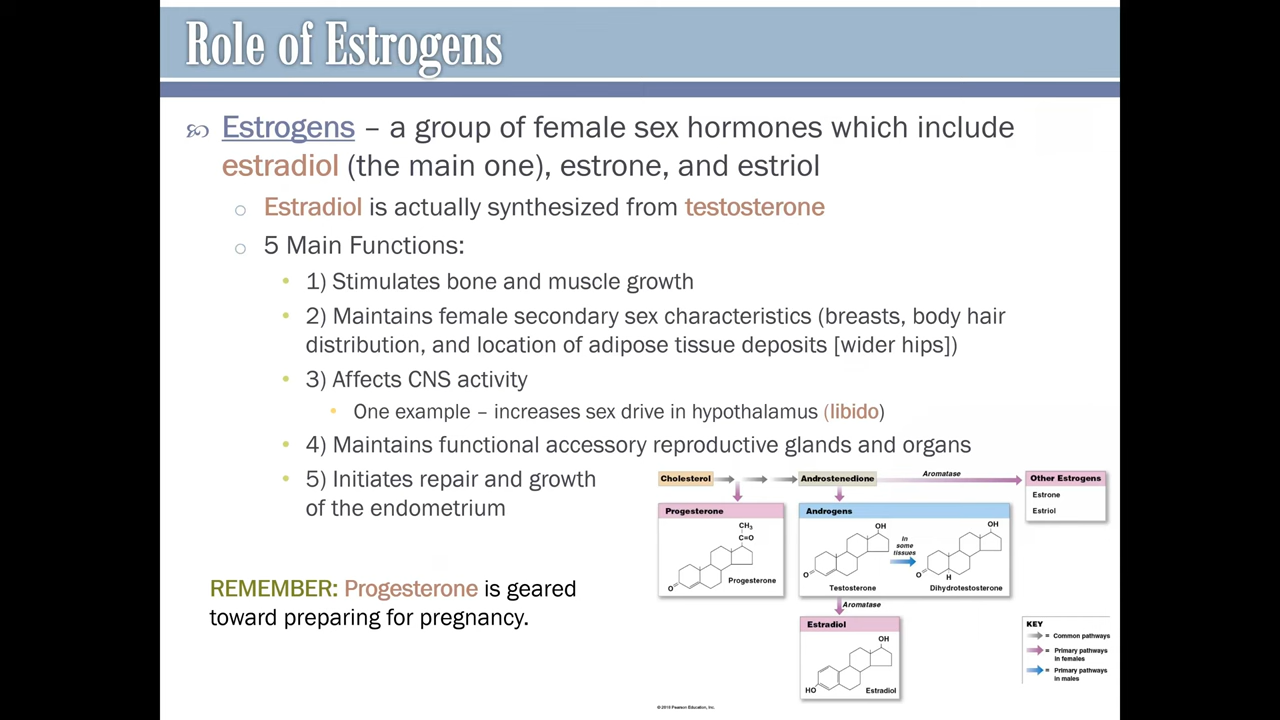 Role of Estrogens
Estrogens – a group of female sex hormones which include
estradiol (the main one), estrone, and estriol
Estradiol is actually synthesized from testosterone
5 Main Functions:
1) Stimulates bone and muscle growth
2) Maintains female secondary sex characteristics (breasts, body hair
distribution, and location of adipose tissue deposits [wider hips])
3) Affects CNS activity
One example – increases sex drive in hypothalamus (libido)
4) Maintains functional accessory reproductive glands and organs
5) Initiates repair and growth
of the endometrium
REMEMBER: Progesterone is geared
toward preparing for pregnancy.
Cholesterol
Androstenedione
Aromatase
Other Estrogens
Estrone
Estriol
Progesterone
CH3
C=O
O
Progesterone
Androgens
OH
O
Testosterone
In
some
tissues
OH
O
H
Dihydrotestosterone
Aromatase
Estradiol
OH
HO
Estradiol
KEY
= Common pathways
= Primary pathways
in females
= Primary pathways
in males
© 2018 Pearson Education, Inc.